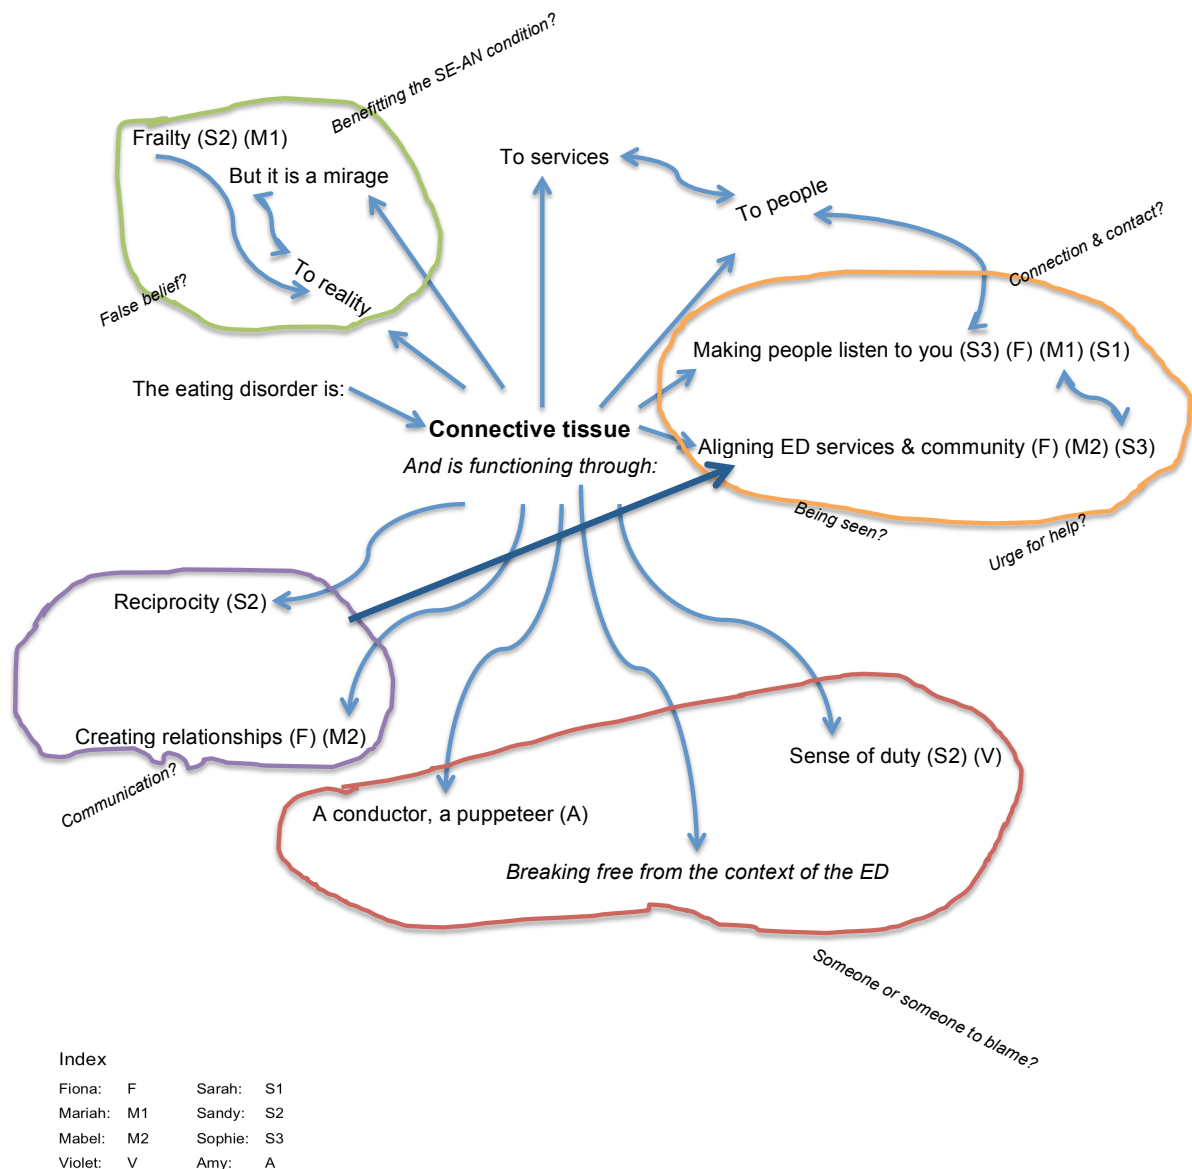 Benefitting the SE-AN condition?
Frailty (S2) (M1)
But it is a mirage
To reality
False belief?
To services
To people
Connection & contact?
Making people listen to you (S3) (F) (M1) (S1)
Aligning ED services & community (F) (M2) (S3)
Being seen?
Urge for help?
The eating disorder is:
Connective tissue
And is functioning through:
Reciprocity (S2)
Creating relationships (F) (M2)
Communication?
A conductor, a puppeteer (A)
Sense of duty (S2) (V)
Breaking free from the context of the ED
Someone or someone to blame?
Index
Fiona: F Sarah: S1
Mariah: M1 Sandy: S2
Mabel: M2 Sophie: S3
Violet: V Amy: A